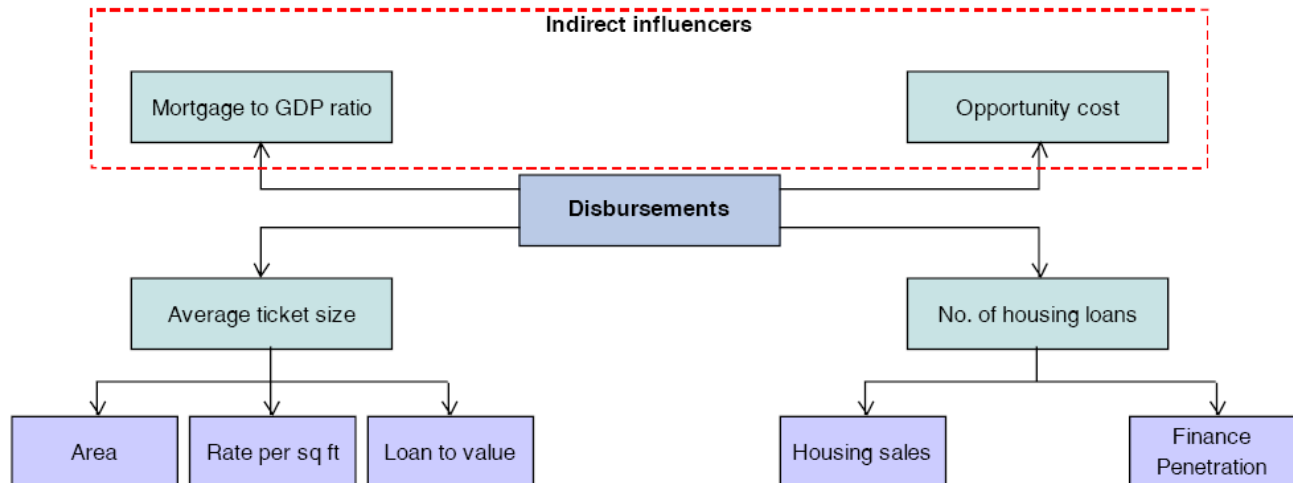 Indirect influencers
Mortgage to GDP ratio
Opportunity cost
Disbursements
Average ticket size
No. of housing loans
Area
Rate per sq ft
Loan to value
Housing sales
Finance
Penetration